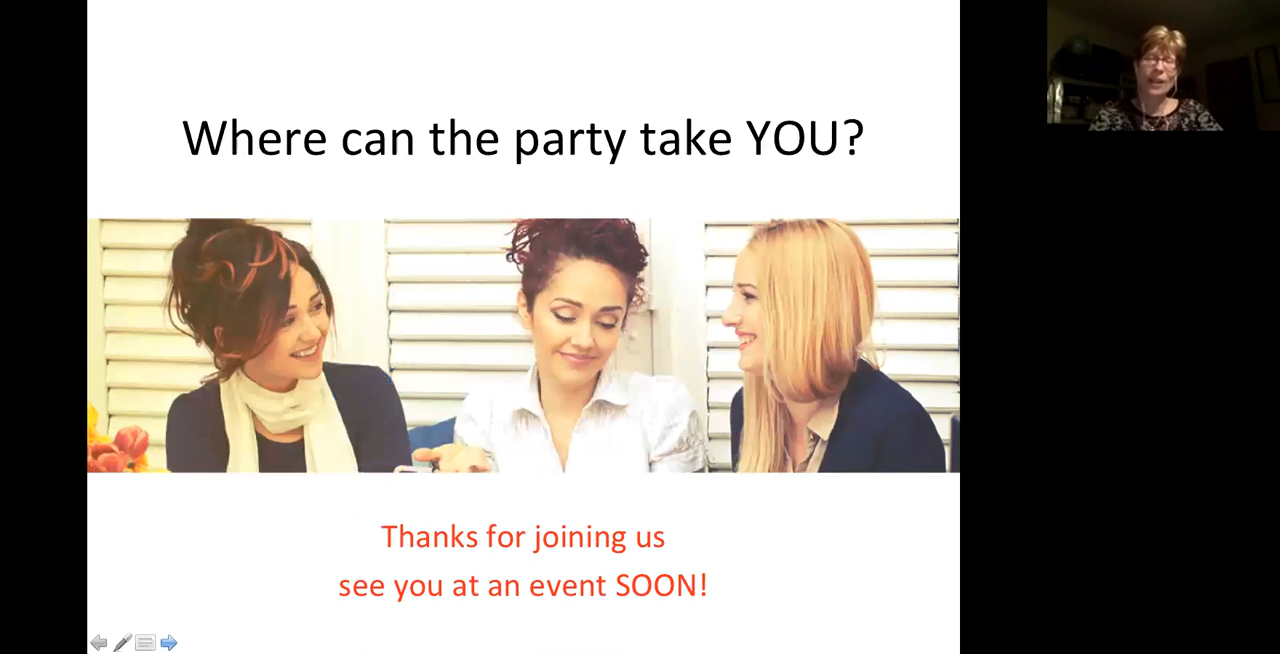 Where can the party take YOU?
Thanks for joining us
see you at an event SOON!